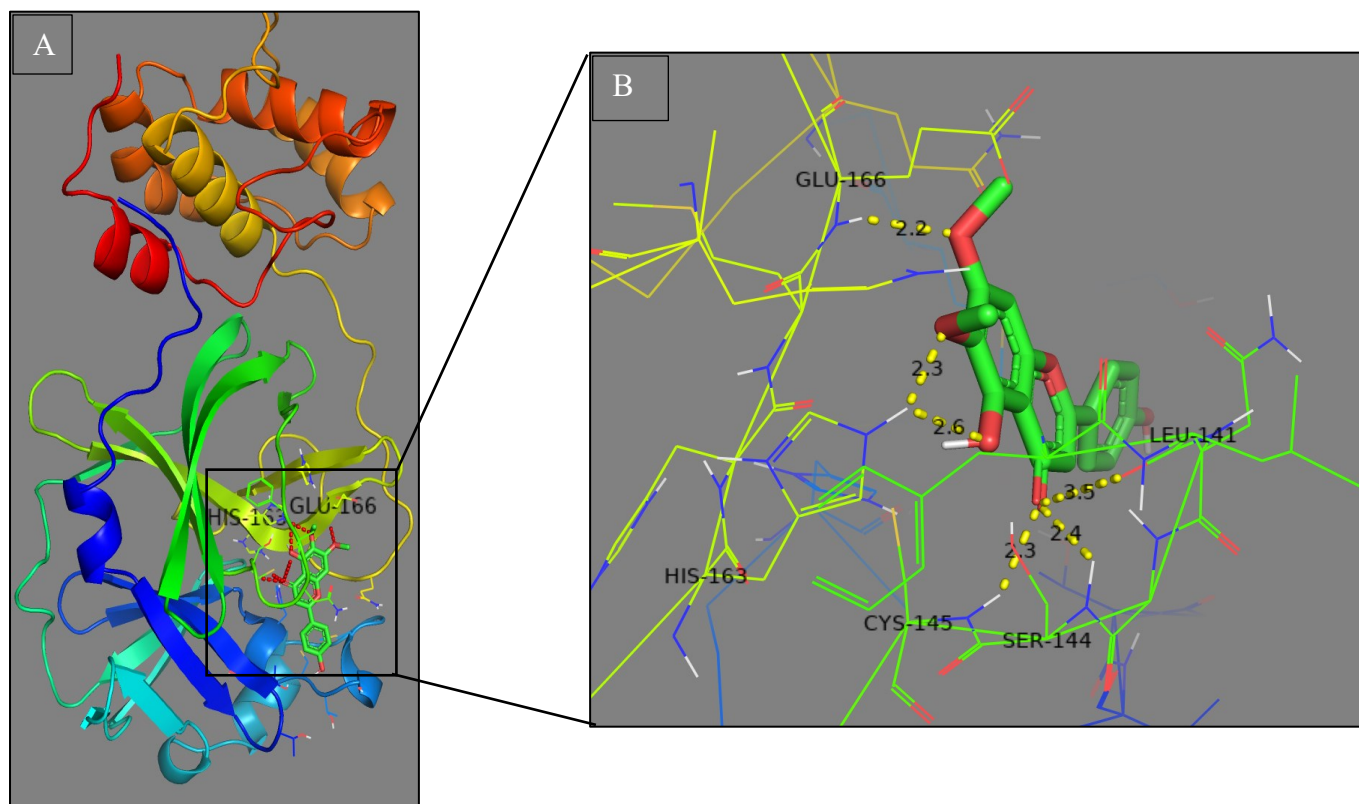 A
GLU-166
HIS-163
B
GLU-166
2.2
2.3
2.6
LEU-141
3.5
2.4
2.3
HIS-163
CYS-145
SER-144